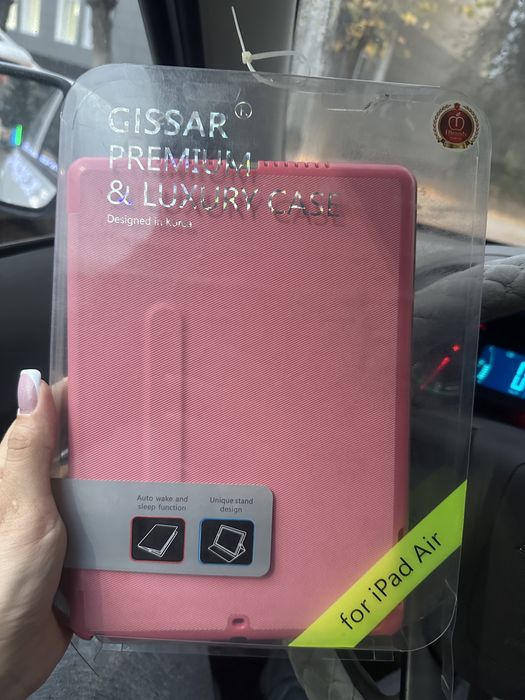 GISSAR ®
PREMIUM
& LUXURY CASE
Designed in Korea
Auto wake and
sleep function
Unique stand
design
for iPad Air